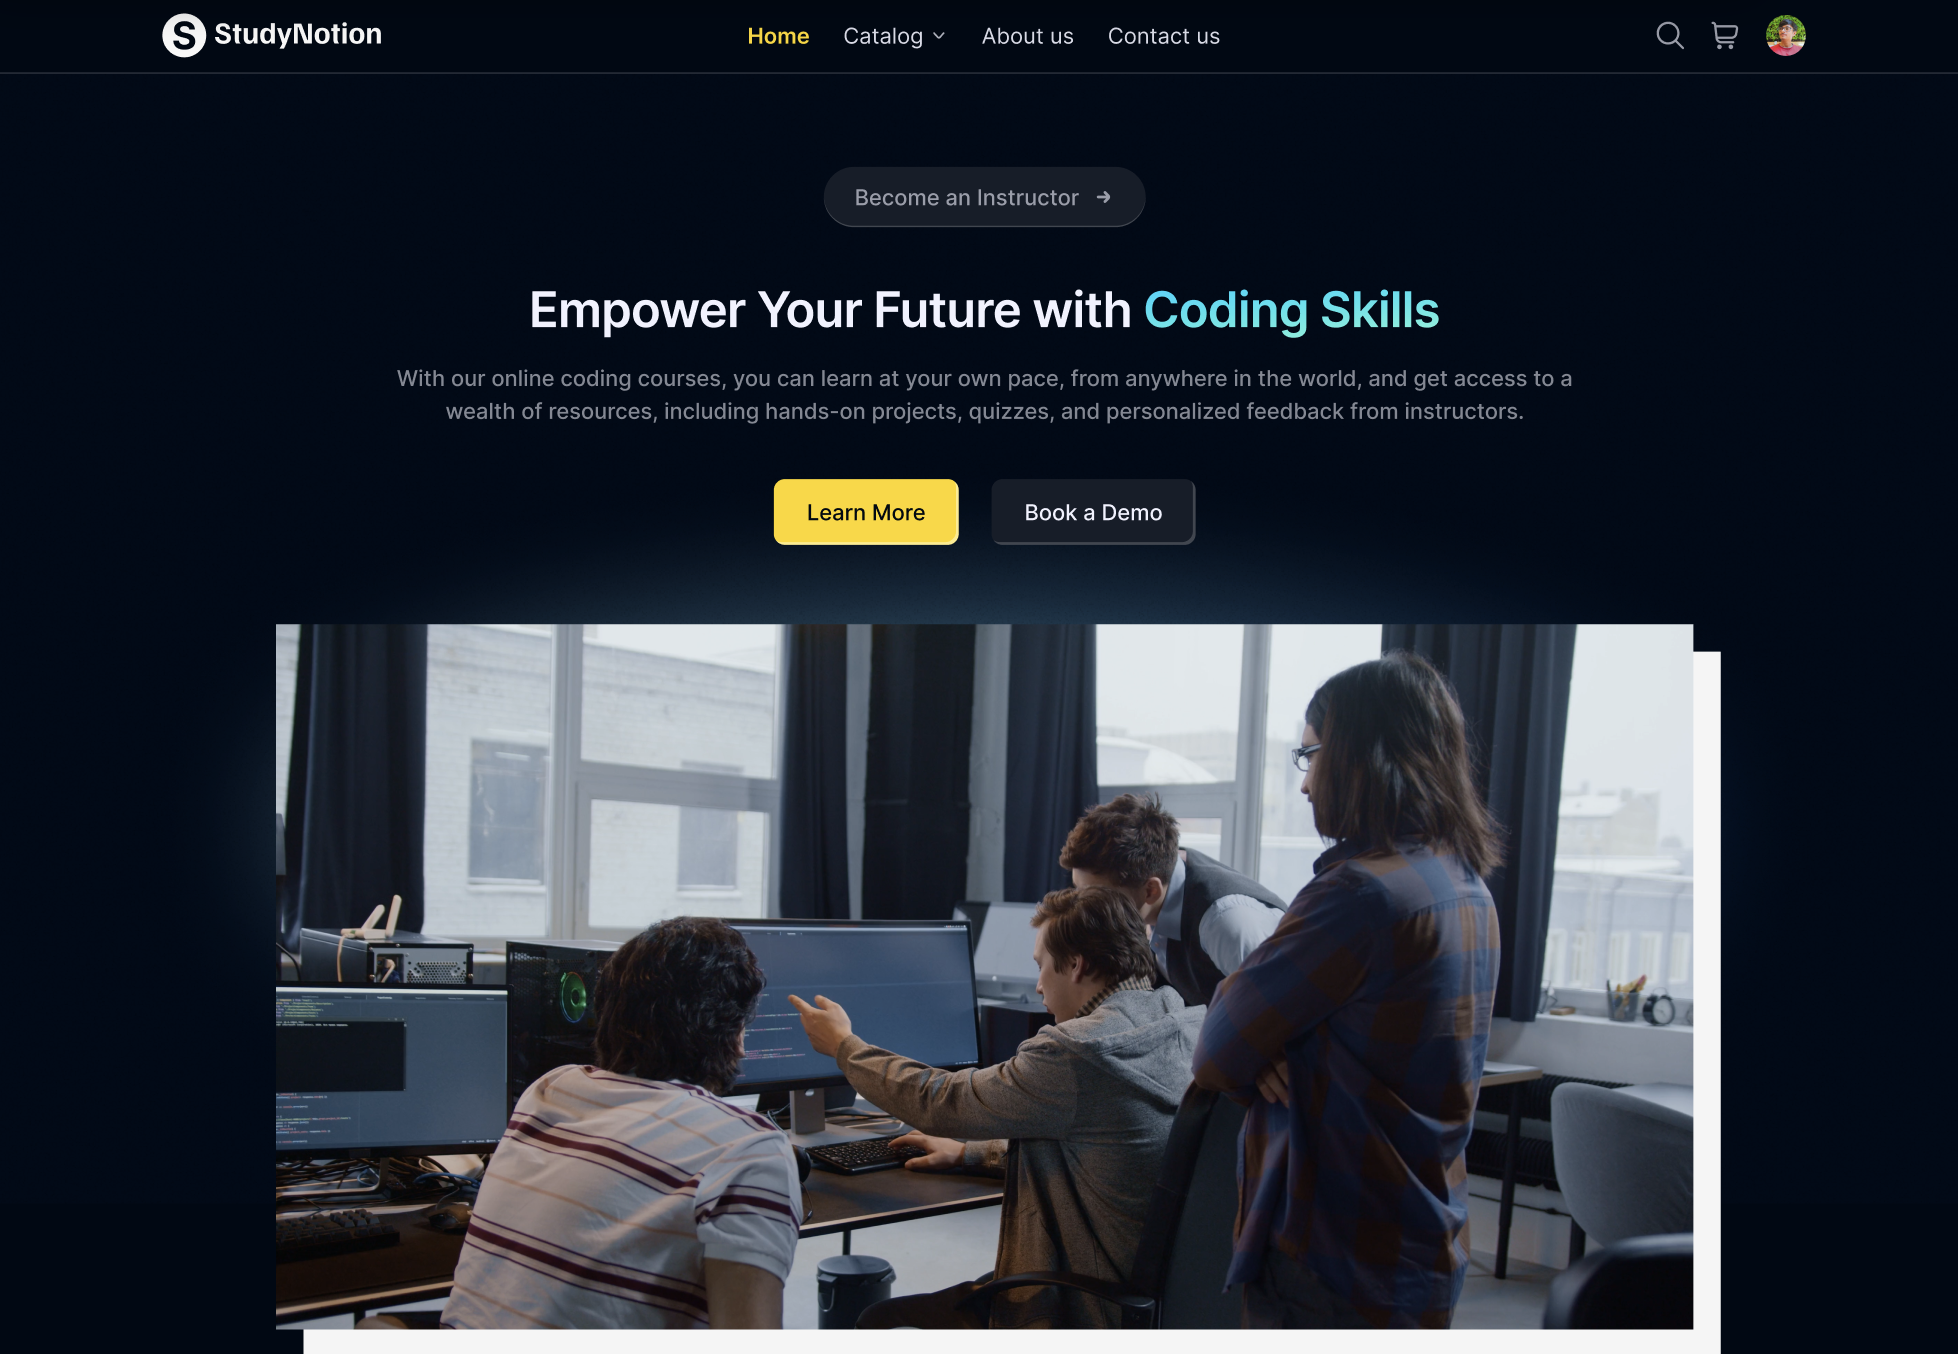 StudyNotion
Home
Catalog
About us
Contact us
Become an Instructor
Empower Your Future with Coding Skills
With our online coding courses, you can learn at your own pace, from anywhere in the world, and get access to a
wealth of resources, including hands-on projects, quizzes, and personalized feedback from instructors.
Learn More
Book a Demo